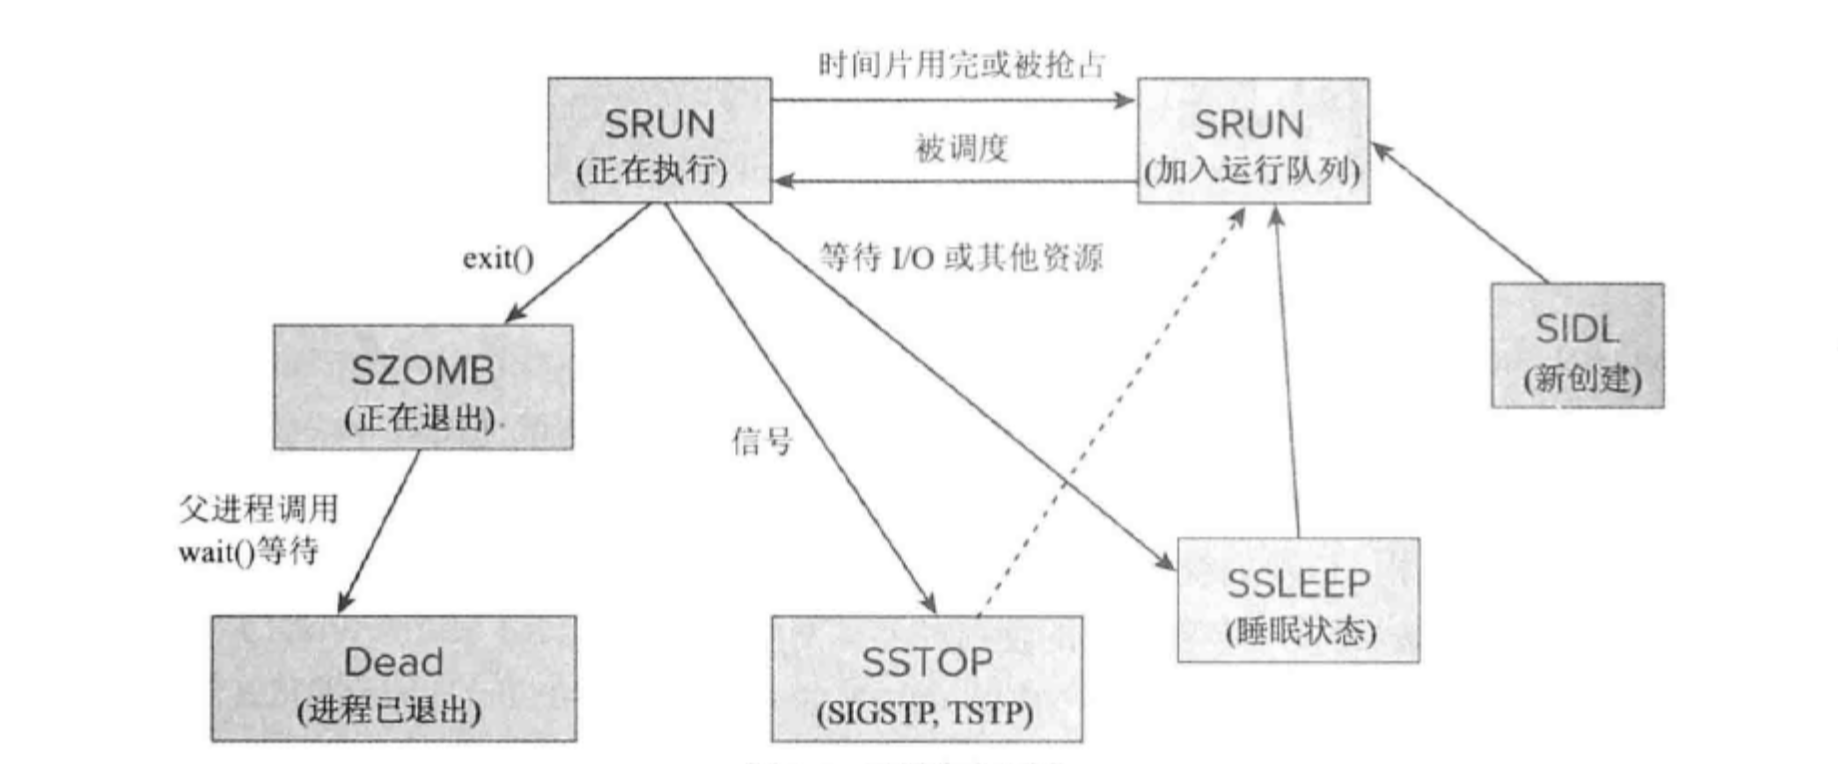 时间片用完或被抢占
SRUN
(正在执行)
被调度
SRUN
(加入运行队列)
exit()
等待 I/O 或其他资源
SIDL
(新创建)
SZOMB
(正在退出)
信号
父进程调用
wait()等待
SSLEEP
(睡眠状态)
Dead
(进程已退出)
SSTOP
(SIGSTP, TSTP)